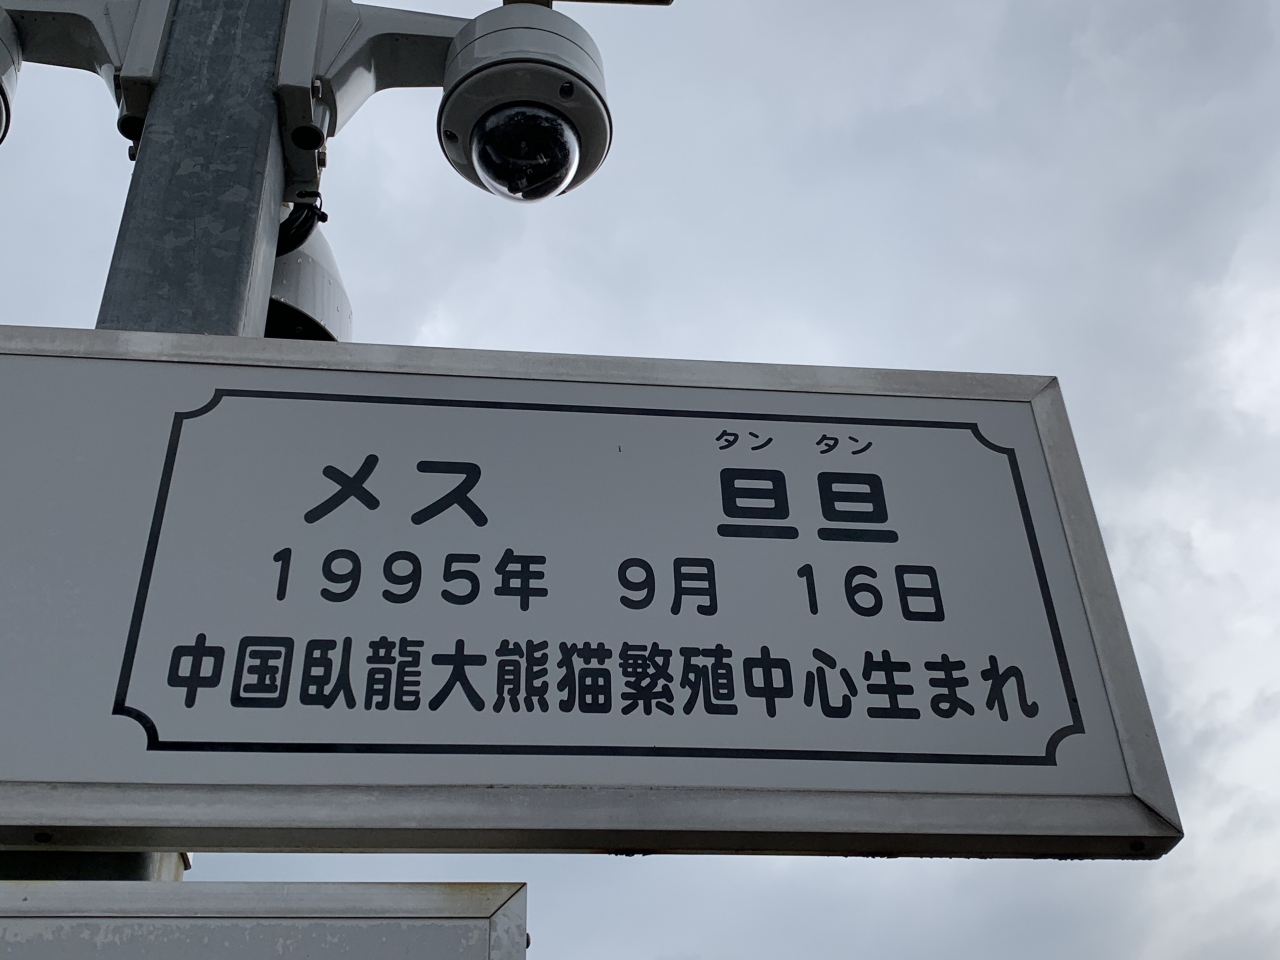 タン タン
メス 旦旦
1995年 9月 16日
中国臥龍大熊猫繁殖中心生まれ